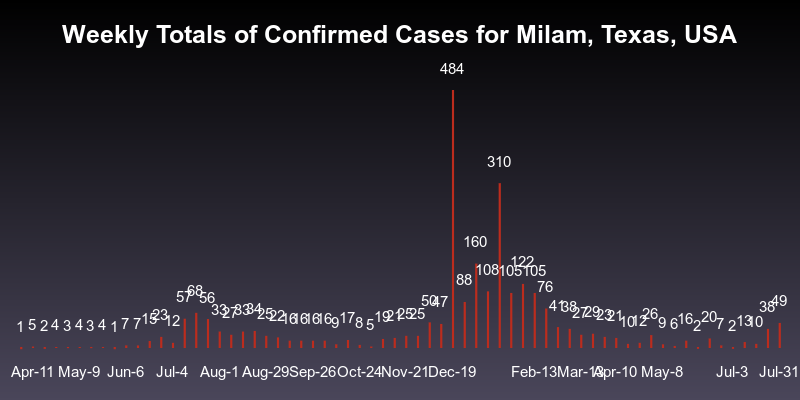 Weekly Totals of Confirmed Cases for Milam, Texas, USA
484
310
160
122
108 105 105
88
76
57 68 56
50 47
49
41 38 27 29 23 21
38
33 27 33 34 25 22 16 16 16 16 9 17 8 5 19 21 25 25
1 5 2 4 3 4 3 4 1 7 7 15 23 12
10 12 26 9 6 16 2 20 7 2 13 10
Apr-11 May-9 Jun-6 Jul-4 Aug-1 Aug-29 Sep-26 Oct-24 Nov-21 Dec-19 Feb-13 Mar-13 Apr-10 May-8 Jul-3 Jul-31